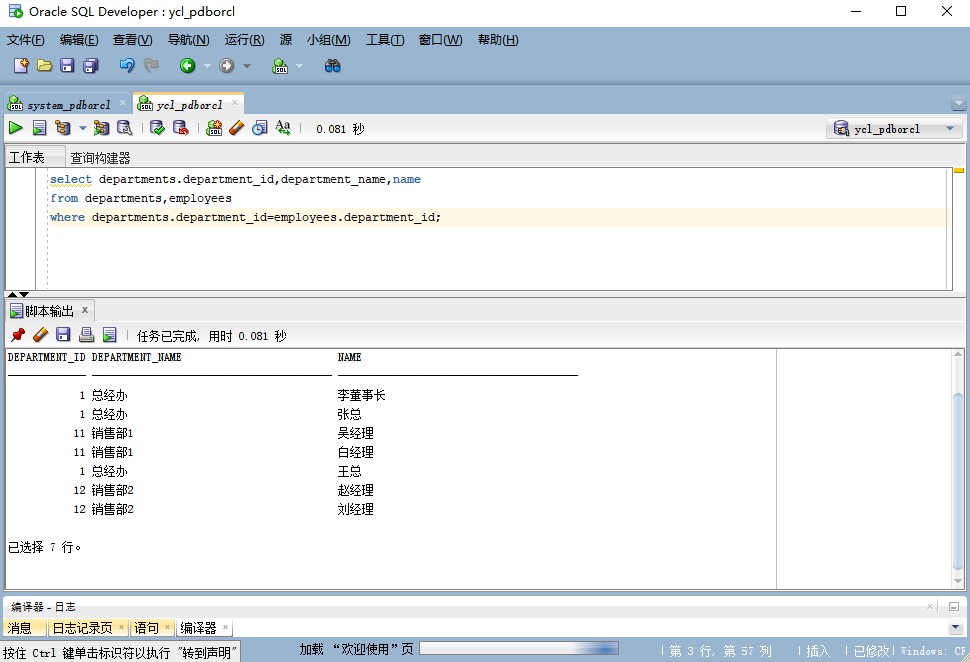 Oracle SQL Developer : ycl_pdborcl
文件(F) 编辑(E) 查看(V) 导航(N) 运行(R) 源 小组(M) 工具(T) 窗口(W) 帮助(H)
system_pdborcl ycl_pdborcl
0.081 秒 ycl_pdborcl
工作表 查询构建器
select departments.department_id,department_name,name
from departments,employees
where departments.department_id=employees.department_id;
脚本输出 x
任务已完成, 用时 0.081 秒
DEPARTMENT_ID DEPARTMENT_NAME NAME
1 总经办 李董事长
1 总经办 张总
11 销售部1 吴经理
11 销售部1 白经理
1 总经办 王总
12 销售部2 赵经理
12 销售部2 刘经理
已选择 7 行。
编译器 - 日志
消息 日志记录页 语句 编译器
按住 Ctrl 键单击标识符以执行 "转到声明" 加载 “欢迎使用”页 第 3 行, 第 57 列 插入 已修改 Windows: CR